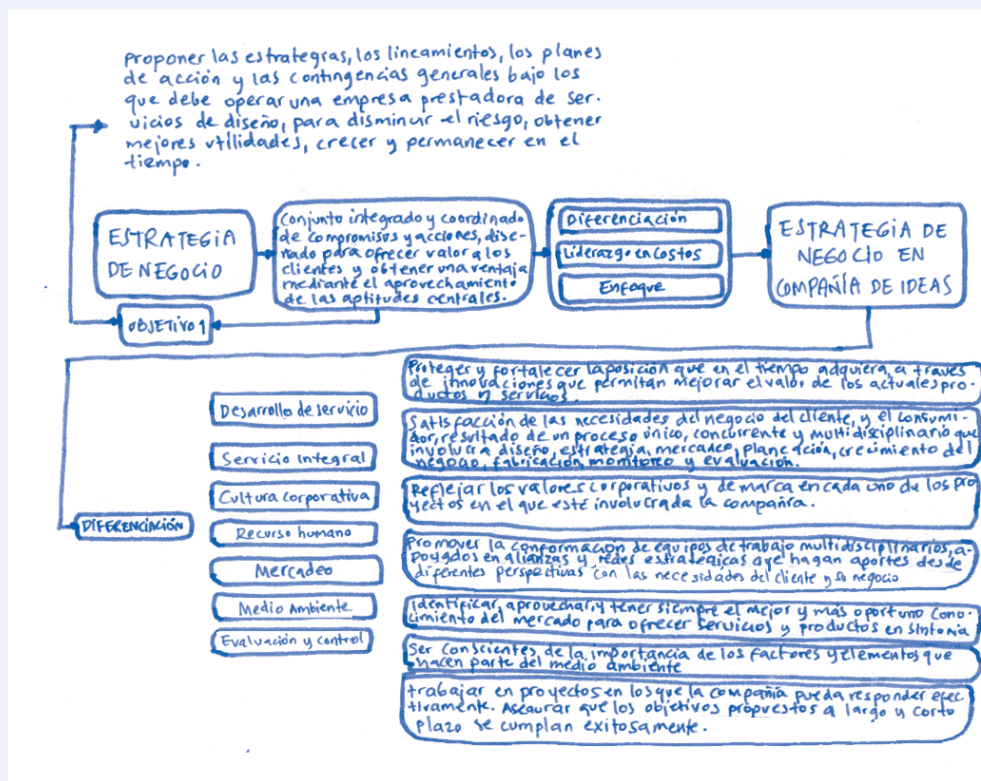 Proponer las estrategias, los lineamientos, los planes
de acción y las contingencias generales bajo los
que debe operar una empresa prestadora de ser-
vicios de diseño, para disminuir el riesgo, obtener
mejores utilidades, crecer y permanecer en el
tiempo.
ESTRATEGIA
DE NEGOCIO
Conjunto integrado y coordinado
de compromisos y acciones, dise-
ñado para ofrecer valor a los
clientes y obtener una ventaja
mediante el aprovechamiento
de las aptitudes centrales.
Diferenciación
Liderazgo en Costos
Enfoque
ESTRATEGIA DE
NEGOCIO EN
COMPAÑÍA DE IDEAS
OBJETIVO 1
DIFERENCIACIÓN
Desarrollo de servicio
Servicio Integral
Cultura Corporativa
Recurso humano
Mercadeo
Medio Ambiente
Evaluación y control
Proteger y fortalecer la posición que en el tiempo adquiera, a través
de innovaciones que permitan mejorar el valor de los actuales pro-
ductos y servicios.
Satisfacción de las necesidades del negocio del cliente, y el consumi-
dor, resultado de un proceso único, concurrente y multidisciplinario que
involucra diseño, estrategia, mercadeo, planeación, crecimiento del
negocio, fabricación, monitoreo y evaluación.
Reflejar los valores corporativos y de marca en cada uno de los pro
yectos en el que esté involucrada la compañía.
Promover la conformación de equipos de trabajo multidisciplinarios, a-
poyados en alianzas y redes estratégicas que hagan aportes desde
diferentes perspectivas con las necesidades del cliente y su negocio
Identificar, aprovechar, y tener siempre el mejor y más oportuno cono-
cimiento del mercado para ofrecer servicios y productos en sintonía
Ser conscientes de la importancia de los factores y elementos que
hacen parte del medio ambiente
trabajar en proyectos en los que la compañía pueda responder efec-
tivamente. Asegurar que los objetivos propuestos a largo y corto
plazo se cumplan exitosamente.